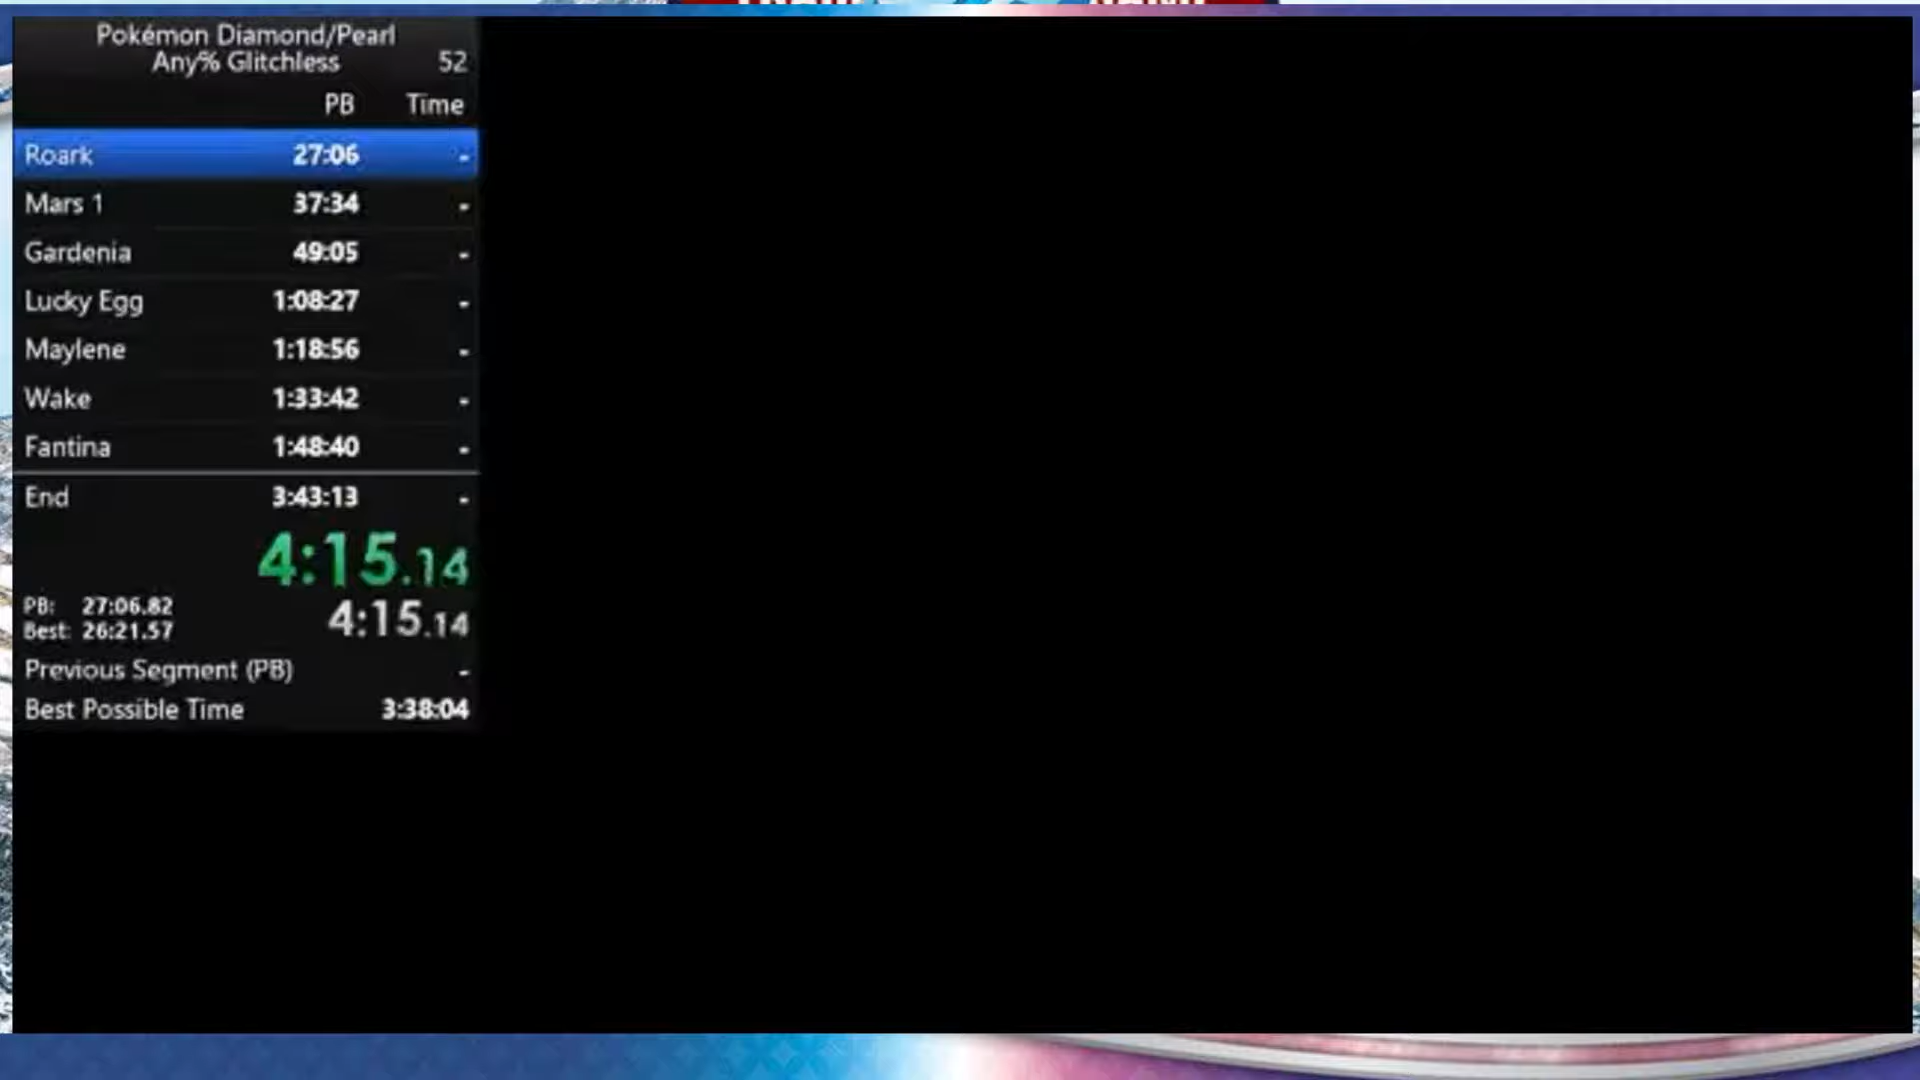 Pokémon Diamond/Pearl
Any% Glitchless 52
PB Time
Roark 27:06 -
Mars 1 37:34 -
Gardenia 49:05 -
Lucky Egg 1:08:27 -
Maylene 1:18:56 -
Wake 1:33:42 -
Fantina 1:48:40 -
End 3:43:13 -
4:15.14
PB: 27:06.82 4:15.14
Best: 26:21.57
Previous Segment (PB) -
Best Possible Time 3:38:04